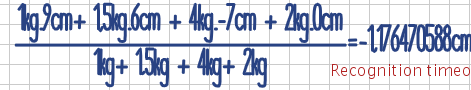 1kg.9cm+ 1.5kg.6cm + 4kg.-7cm + 2kg.0cm
1kg+ 1.5kg + 4kg+ 2kg
=-1.176470588cm
Recognition timeo